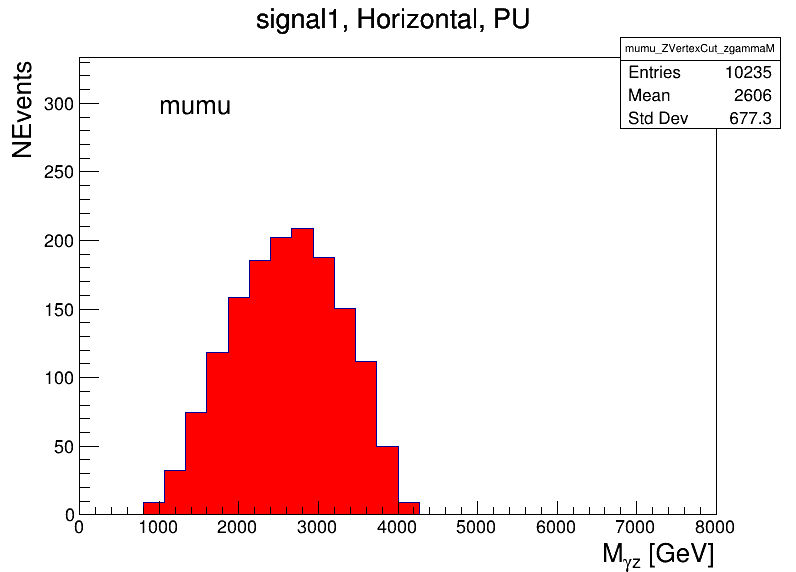 signal1, Horizontal, PU
mumu_ZVertexCut_zgammaM
Entries 10235
Mean 2606
Std Dev 677.3
NEvents
mumu
300
250
200
150
100
50
0
0 1000 2000 3000 4000 5000 6000 7000 8000
M_γz [GeV]